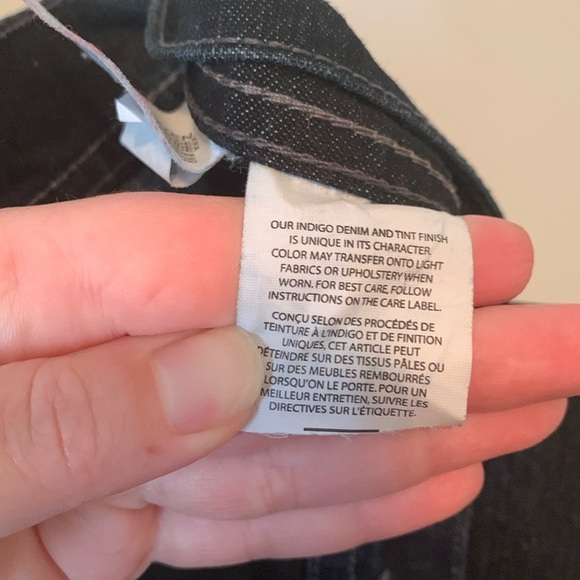 OUR INDIGO DENIM AND TINT FINISH
IS UNIQUE IN ITS CHARACTER.
COLOR MAY TRANSFER ONTO LIGHT
FABRICS OR UPHOLSTERY WHEN
WORN. FOR BEST CARE, FOLLOW
INSTRUCTIONS ON THE CARE LABEL.
CONÇU SELON DES PROCÉDÉS DE
TEINTURE À L'INDIGO ET DE FINITION
UNIQUES, CET ARTICLE PEUT
DÉTEINDRE SUR DES TISSUS PÂLES OU
SUR DES MEUBLES REMBOURRÉS
LORSQU'ON LE PORTE. POUR UN
MEILLEUR ENTRETIEN, SUIVRE LES
DIRECTIVES SUR L'ÉTIQUETTE.